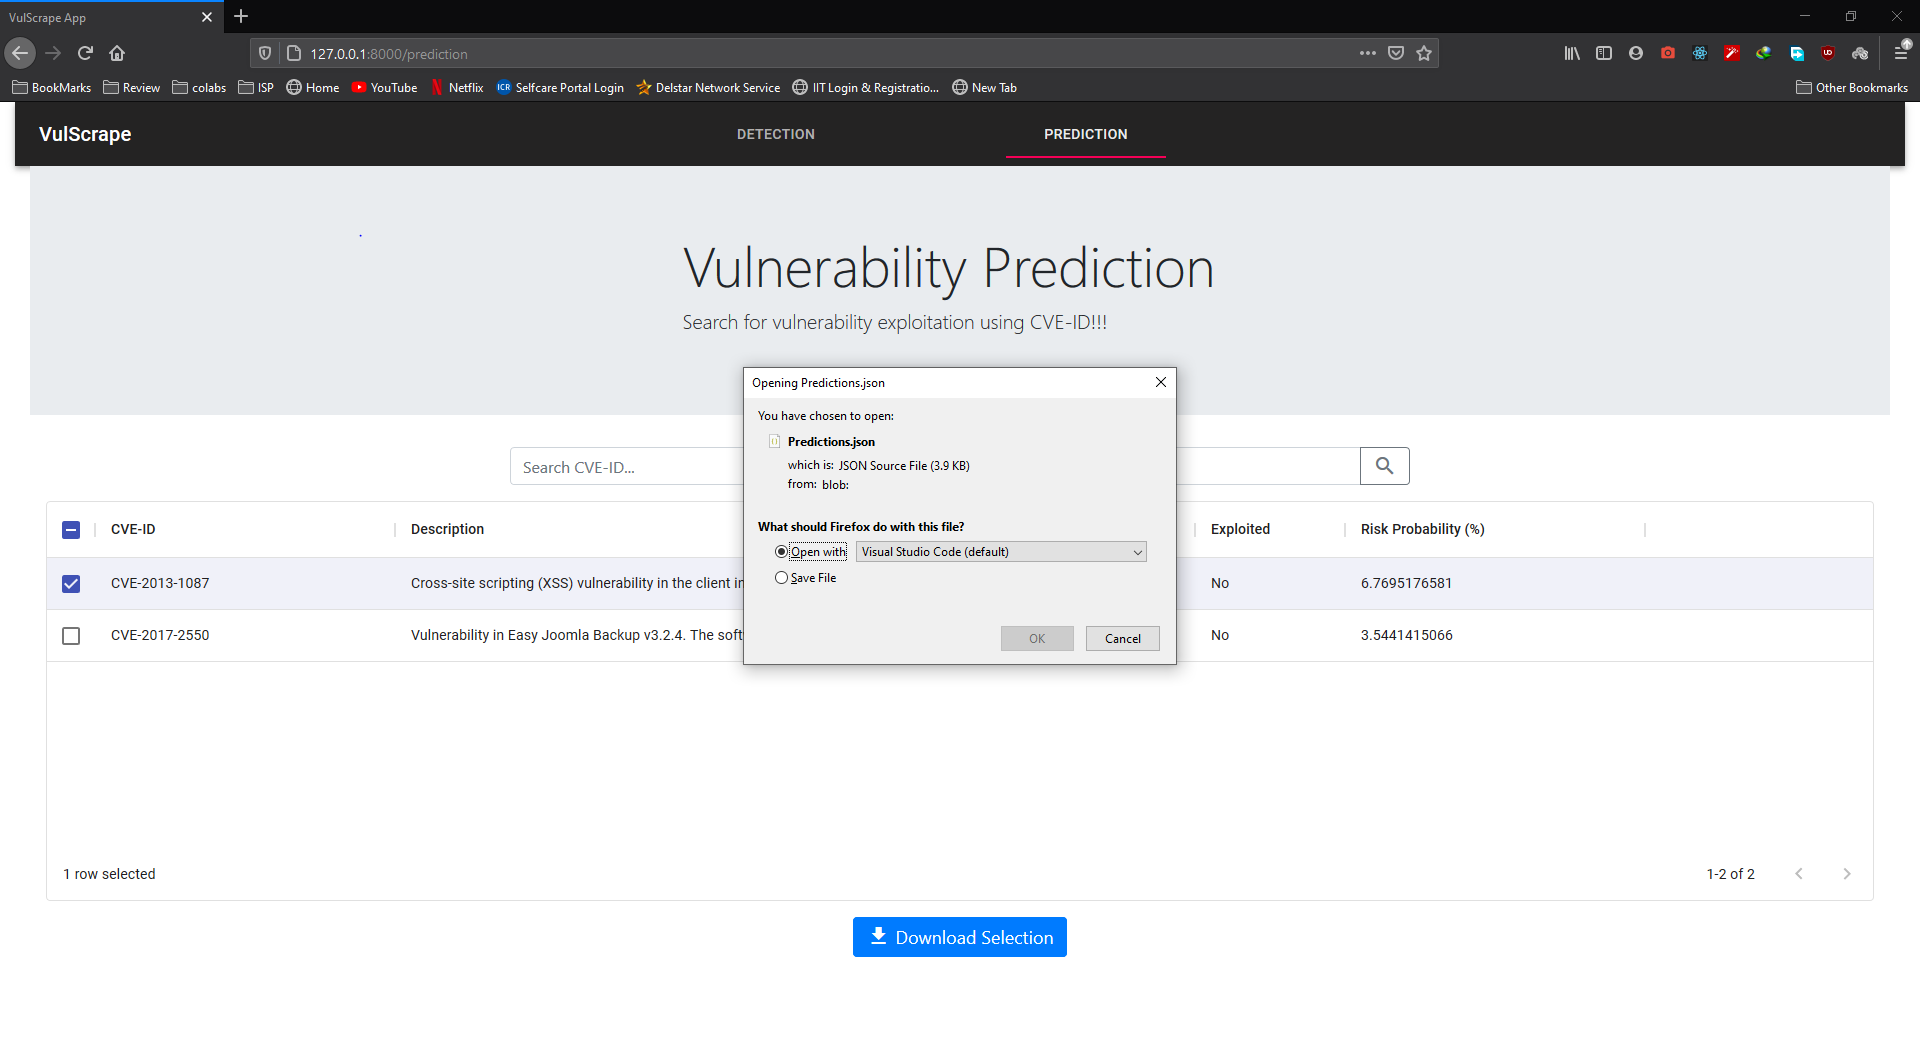 VulScrape App
127.0.0.1:8000/prediction
BookMarks Review colabs ISP Home YouTube Netflix ICR Selfcare Portal Login Delstar Network Service IIT Login & Registratio... New Tab Other Bookmarks
VulScrape DETECTION PREDICTION
Vulnerability Prediction
Search for vulnerability exploitation using CVE-ID!!!
Opening Predictions.json
You have chosen to open:
Predictions.json
which is: JSON Source File (3.9 KB)
from: blob:
What should Firefox do with this file?
Open with Visual Studio Code (default)
Save File
OK Cancel
Search CVE-ID...
CVE-ID Description Exploited Risk Probability (%)
CVE-2013-1087 Cross-site scripting (XSS) vulnerability in the client in No 6.7695176581
CVE-2017-2550 Vulnerability in Easy Joomla Backup v3.2.4. The soft No 3.5441415066
1 row selected 1-2 of 2
Download Selection